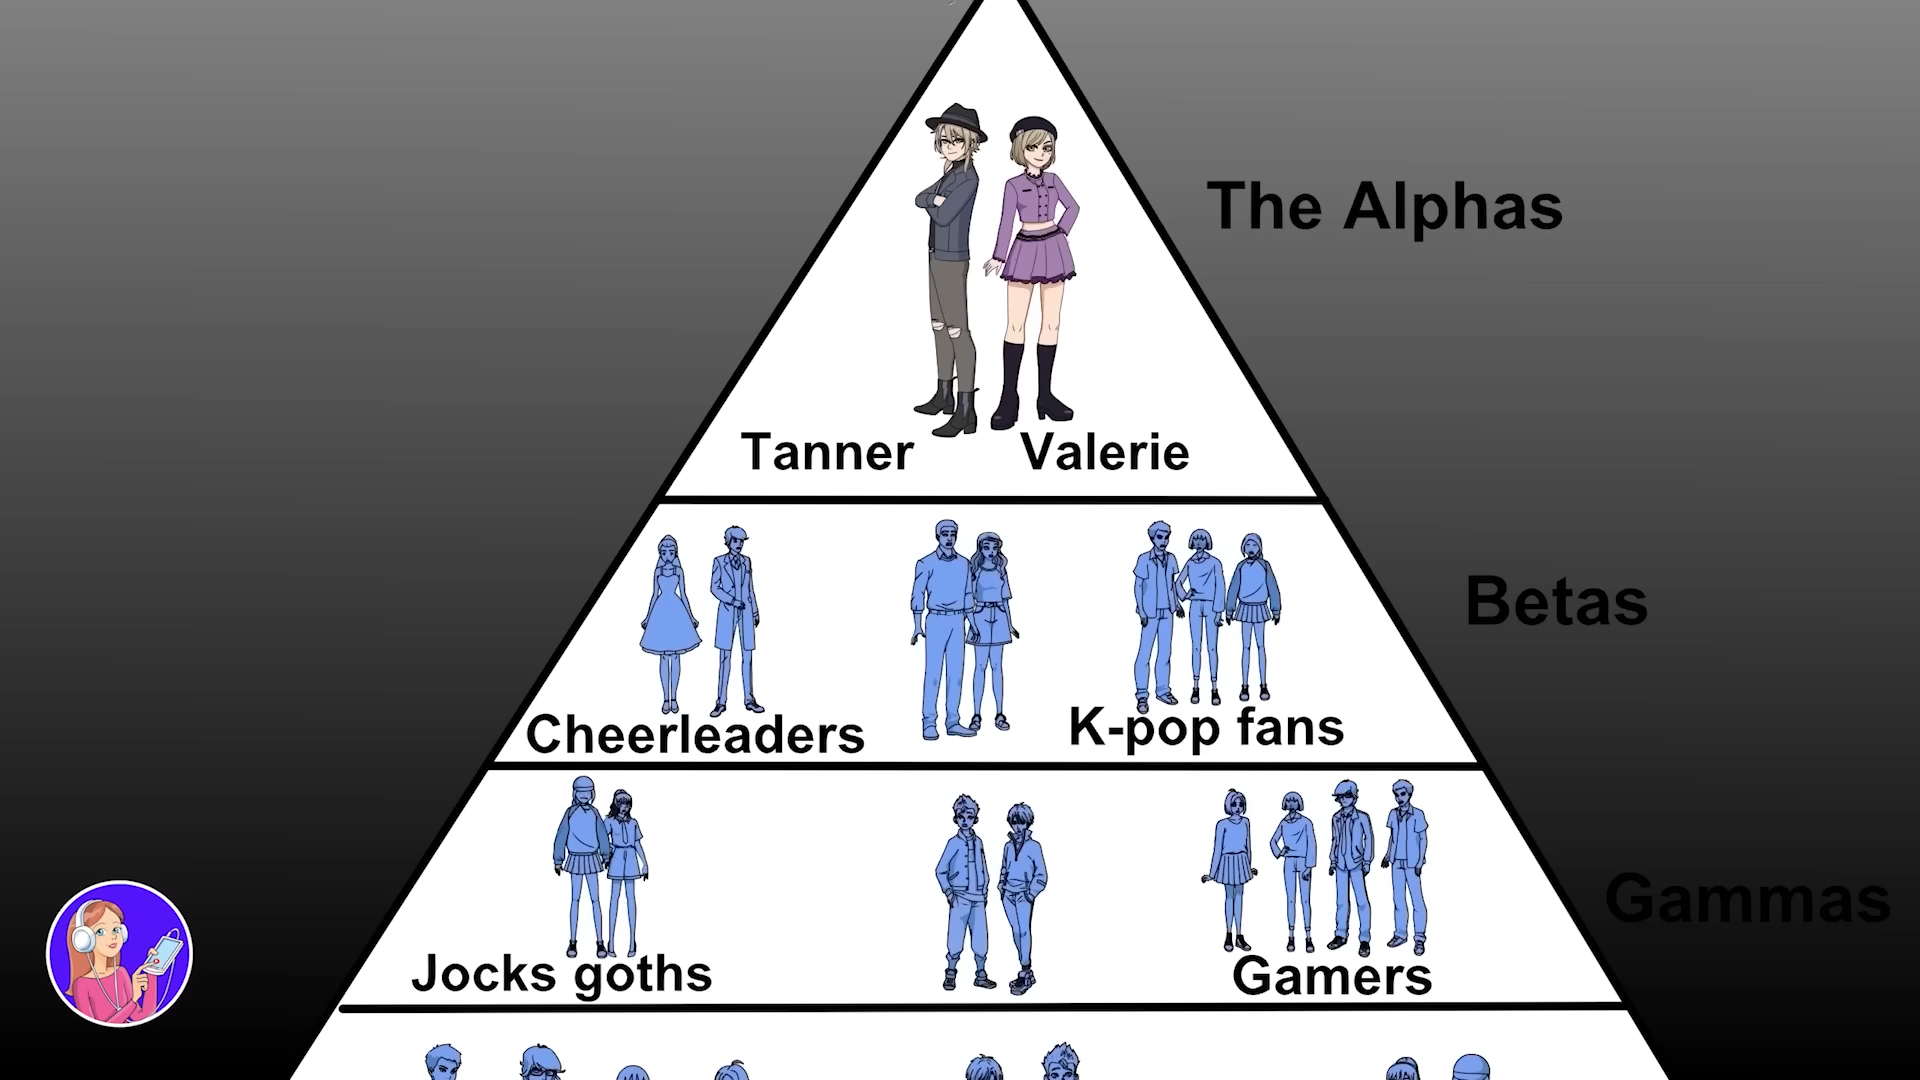 The Alphas
Tanner Valerie
Betas
Cheerleaders K-pop fans
Gammas
Jocks goths Gamers